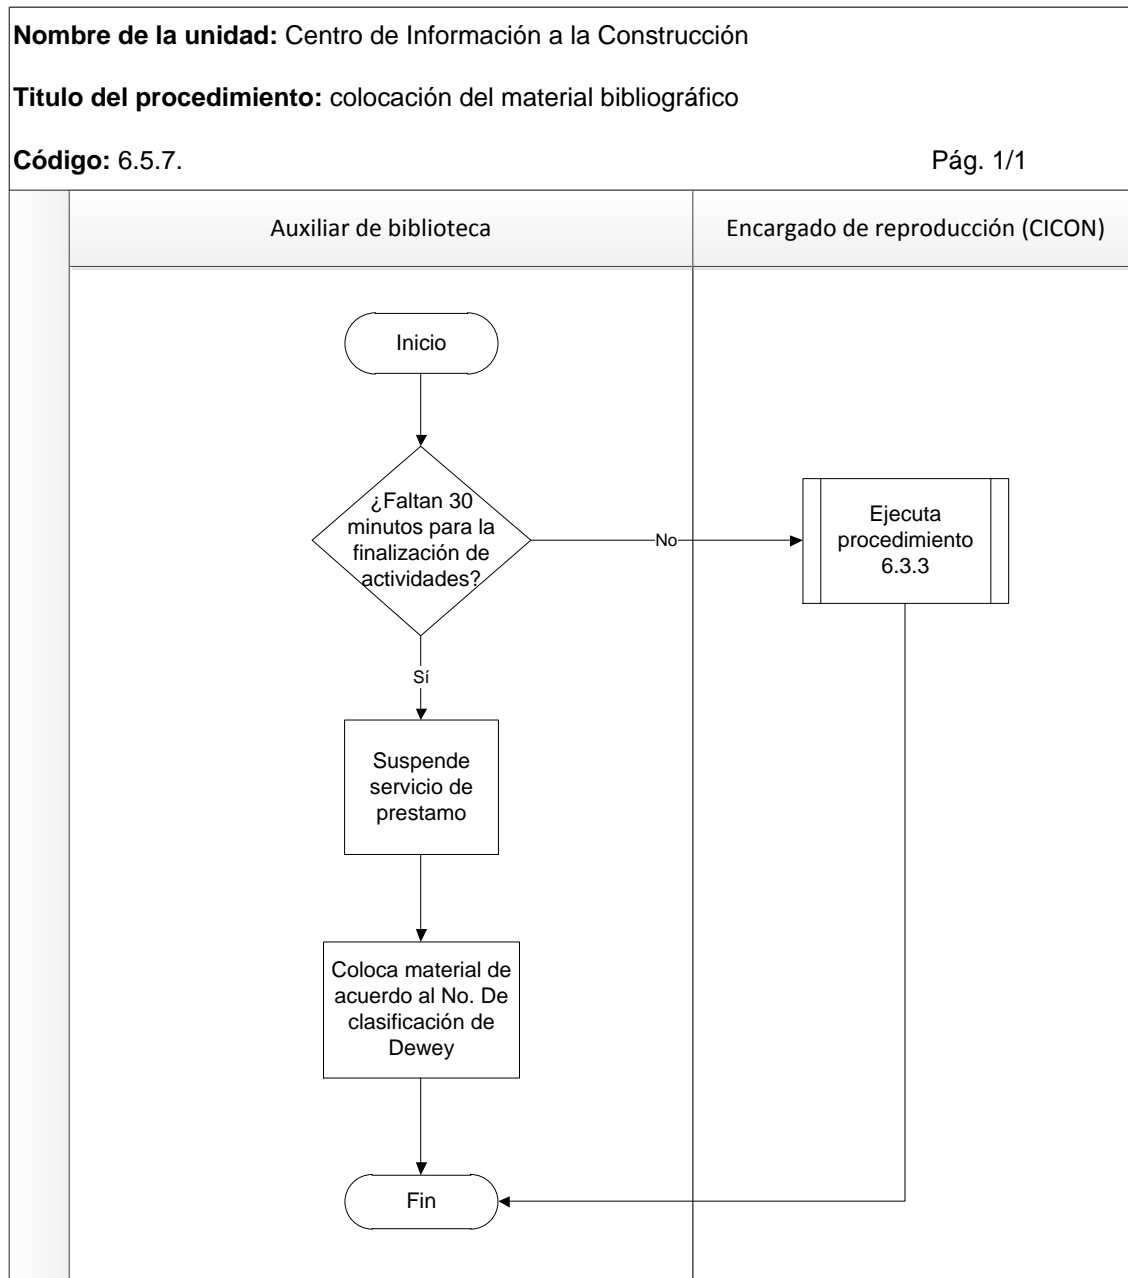 Nombre de la unidad: Centro de Información a la Construcción
Titulo del procedimiento: colocación del material bibliográfico
Código: 6.5.7. Pág. 1/1
Auxiliar de biblioteca
Encargado de reproducción (CICON)
Inicio
¿Faltan 30
minutos para la
finalización de
actividades?
No
Ejecuta
procedimiento
6.3.3
Sí
Suspende
servicio de
prestamo
Coloca material de
acuerdo al No. De
clasificación de
Dewey
Fin